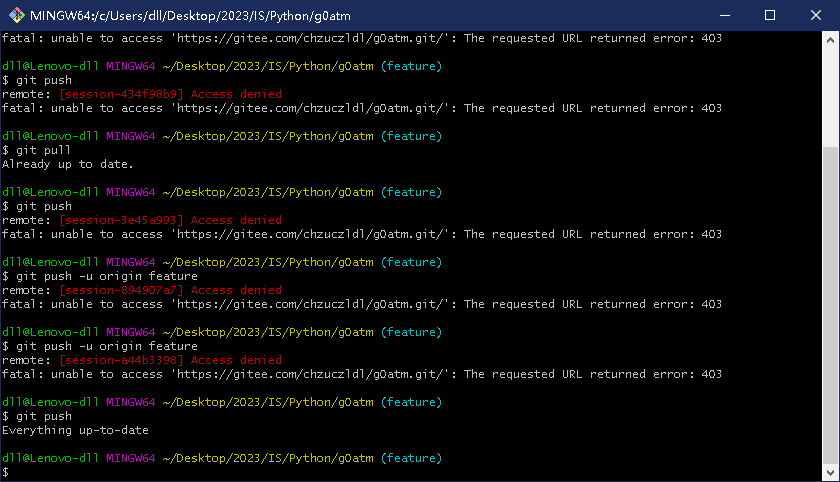 MINGW64:/c/Users/dll/Desktop/2023/IS/Python/g0atm
fatal: unable to access 'https://gitee.com/chzuczldl/g0atm.git/': The requested URL returned error: 403
dll@Lenovo-dll MINGW64 ~/Desktop/2023/IS/Python/g0atm (feature)
$ git push
remote: [session-434f98b9] Access denied
fatal: unable to access 'https://gitee.com/chzuczldl/g0atm.git/': The requested URL returned error: 403
dll@Lenovo-dll MINGW64 ~/Desktop/2023/IS/Python/g0atm (feature)
$ git pull
Already up to date.
dll@Lenovo-dll MINGW64 ~/Desktop/2023/IS/Python/g0atm (feature)
$ git push
remote: [session-3e45a993] Access denied
fatal: unable to access 'https://gitee.com/chzuczldl/g0atm.git/': The requested URL returned error: 403
dll@Lenovo-dll MINGW64 ~/Desktop/2023/IS/Python/g0atm (feature)
$ git push -u origin feature
remote: [session-894907a7] Access denied
fatal: unable to access 'https://gitee.com/chzuczldl/g0atm.git/': The requested URL returned error: 403
dll@Lenovo-dll MINGW64 ~/Desktop/2023/IS/Python/g0atm (feature)
$ git push -u origin feature
remote: [session-a44b3398] Access denied
fatal: unable to access 'https://gitee.com/chzuczldl/g0atm.git/': The requested URL returned error: 403
dll@Lenovo-dll MINGW64 ~/Desktop/2023/IS/Python/g0atm (feature)
$ git push
Everything up-to-date
dll@Lenovo-dll MINGW64 ~/Desktop/2023/IS/Python/g0atm (feature)
$